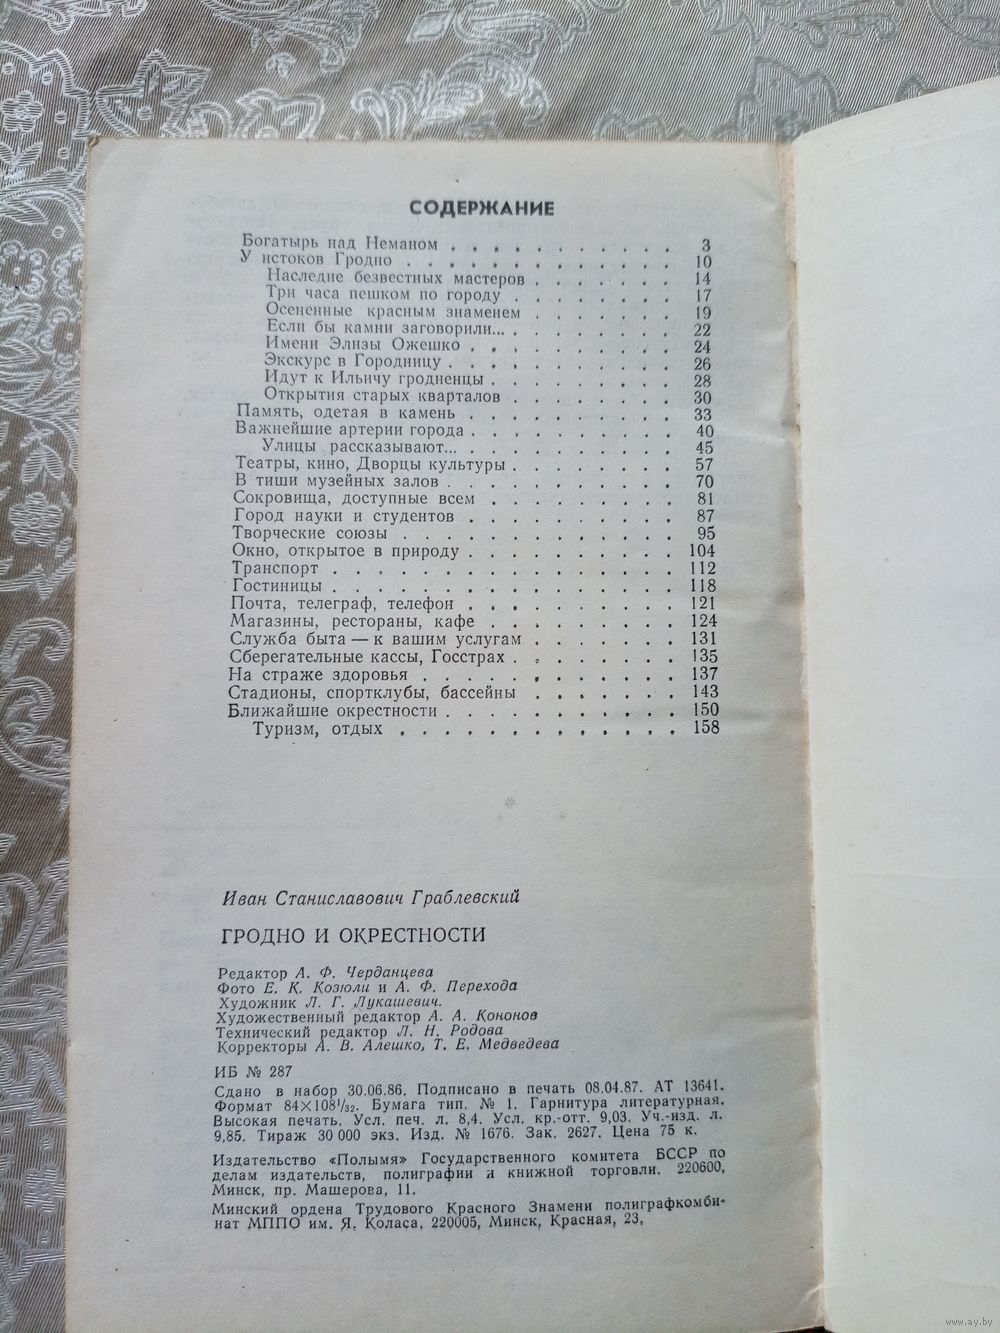 СОДЕРЖАНИЕ
Богатырь над Неманом . . . . . . . . . . . 3
У истоков Гродно . . . . . . . . . . . . . 10
Наследие безвестных мастеров . . . . . . . 14
Три часа пешком по городу . . . . . . . . 17
Осененные красным знаменем . . . . . . . 19
Если бы камни заговорили... . . . . . . . . 22
Имени Элизы Ожешко . . . . . . . . . . 24
Экскурс в Городницу . . . . . . . . . . . 26
Идут к Ильичу гродненцы . . . . . . . . . 28
Открытия старых кварталов . . . . . . . . 30
Память, одетая в камень . . . . . . . . . . 33
Важнейшие артерии города . . . . . . . . . . 40
Улицы рассказывают... . . . . . . . . . . 45
Театры, кино, Дворцы культуры . . . . . . . . 57
В тиши музейных залов . . . . . . . . . . . 70
Сокровища, доступные всем . . . . . . . . . 81
Город науки и студентов . . . . . . . . . . 87
Творческие союзы . . . . . . . . . . . . . 95
Окно, открытое в природу . . . . . . . . . . 104
Транспорт . . . . . . . . . . . . . . . . 112
Гостиницы . . . . . . . . . . . . . . . . 118
Почта, телеграф, телефон . . . . . . . . . . 121
Магазины, рестораны, кафе . . . . . . . . . 124
Служба быта — к вашим услугам . . . . . . . 131
Сберегательные кассы, Госстрах . . . . . . . . 135
На страже здоровья . . . . . . . . . . . . 137
Стадионы, спортклубы, бассейны . . . . . . . 143
Ближайшие окрестности . . . . . . . . . . . 150
Туризм, отдых . . . . . . . . . . . . . 158
Иван Станиславович Граблевский
ГРОДНО И ОКРЕСТНОСТИ
Редактор А. Ф. Черданцева
Фото Е. К. Козюли и А. Ф. Перехода
Художник Л. Г. Лукашевич.
Художественный редактор А. А. Кононов
Технический редактор Л. Н. Родова
Корректоры А. В. Алешко, Т. Е. Медведева
ИБ № 287
Сдано в набор 30.06.86. Подписано в печать 08.04.87. АТ 13641.
Формат 84×108¹/₃₂. Бумага тип. № 1. Гарнитура литературная.
Высокая печать. Усл. печ. л. 8,4. Усл. кр.-отт. 9,03. Уч.-изд. л.
9,85. Тираж 30 000 экз. Изд. № 1676. Зак. 2627. Цена 75 к.
Издательство «Полымя» Государственного комитета БССР по
делам издательств, полиграфии и книжной торговли. 220600,
Минск, пр. Машерова, 11.
Минский ордена Трудового Красного Знамени полиграфкомби-
нат МППО им. Я. Коласа, 220005, Минск, Красная, 23,
www.ay.by